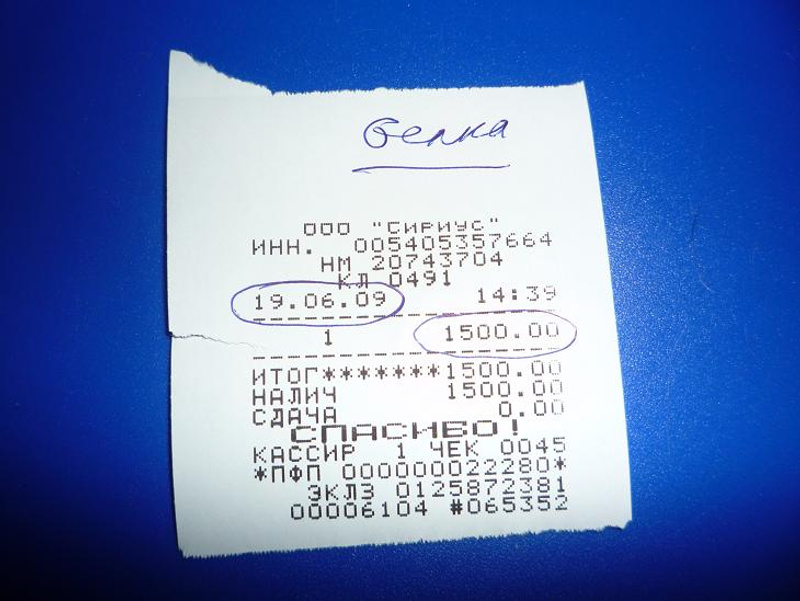 Белка
ООО "Сириус"
ИНН. 005405357664
НМ 20743704
КЛ 0491
19.06.09 14:39
1 1500.00
ИТОГ*******1500.00
НАЛИЧ 1500.00
СДАЧА 0.00
СПАСИБО!
КАССИР 1 ЧЕК 0045
*ПФП 000000022280*
ЭКЛЗ 0125872381
00006104 #065352